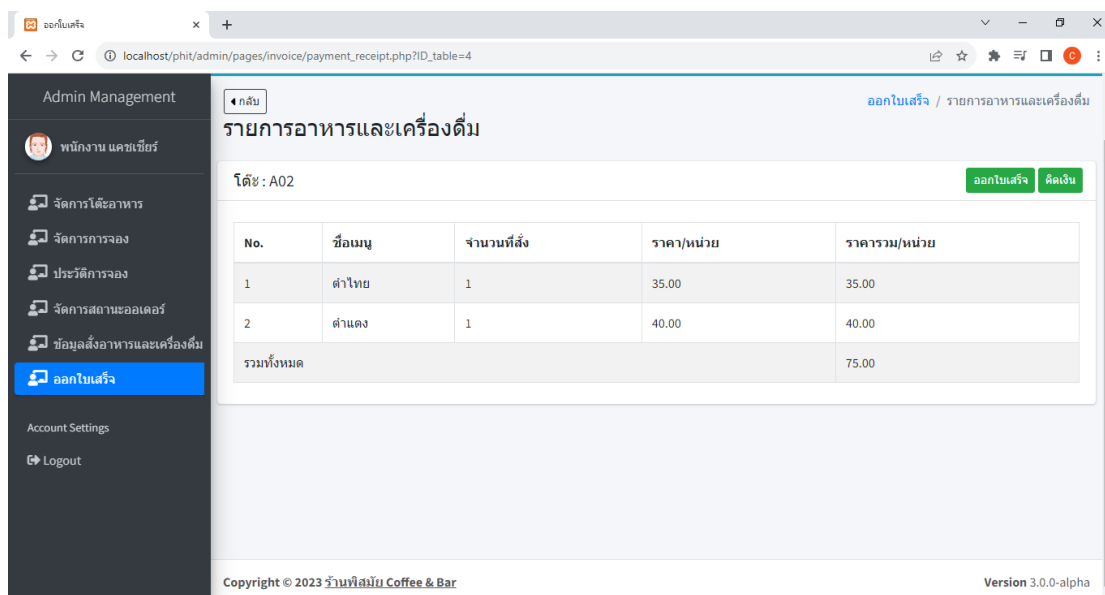 ออกใบเสร็จ
localhost/phit/admin/pages/invoice/payment_receipt.php?ID_table=4
C
Admin Management
พนักงาน แคชเชียร์
จัดการโต๊ะอาหาร
จัดการการจอง
ประวัติการจอง
จัดการสถานะออเดอร์
ข้อมูลสั่งอาหารและเครื่องดื่ม
ออกใบเสร็จ
Account Settings
Logout
กลับ
ออกใบเสร็จ / รายการอาหารและเครื่องดื่ม
รายการอาหารและเครื่องดื่ม
โต๊ะ : A02
ออกใบเสร็จ คิดเงิน
No. ชื่อเมนู จำนวนที่สั่ง ราคา/หน่วย ราคารวม/หน่วย
1 ตำไทย 1 35.00 35.00
2 ตำแตง 1 40.00 40.00
รวมทั้งหมด 75.00
Copyright © 2023 ร้านพิสมัย Coffee & Bar
Version 3.0.0-alpha